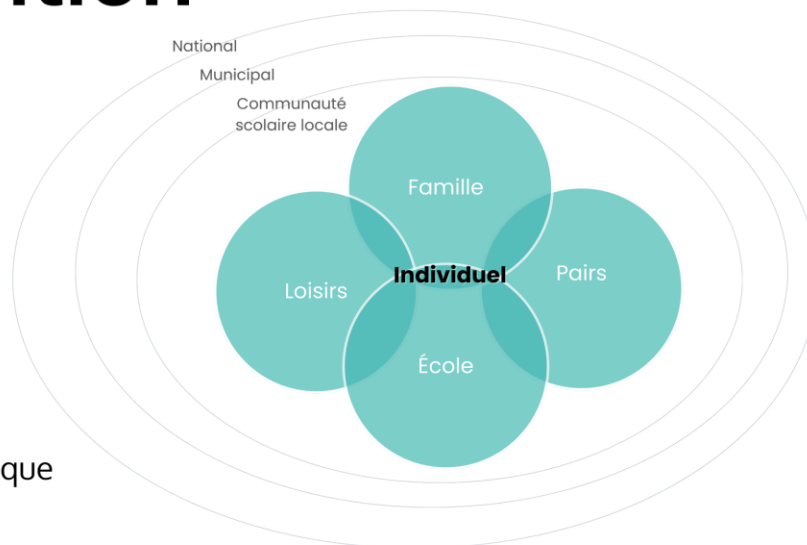 National
Municipal
Communauté
scolaire locale
Famille
Individuel
Pairs
Loisirs
École
que